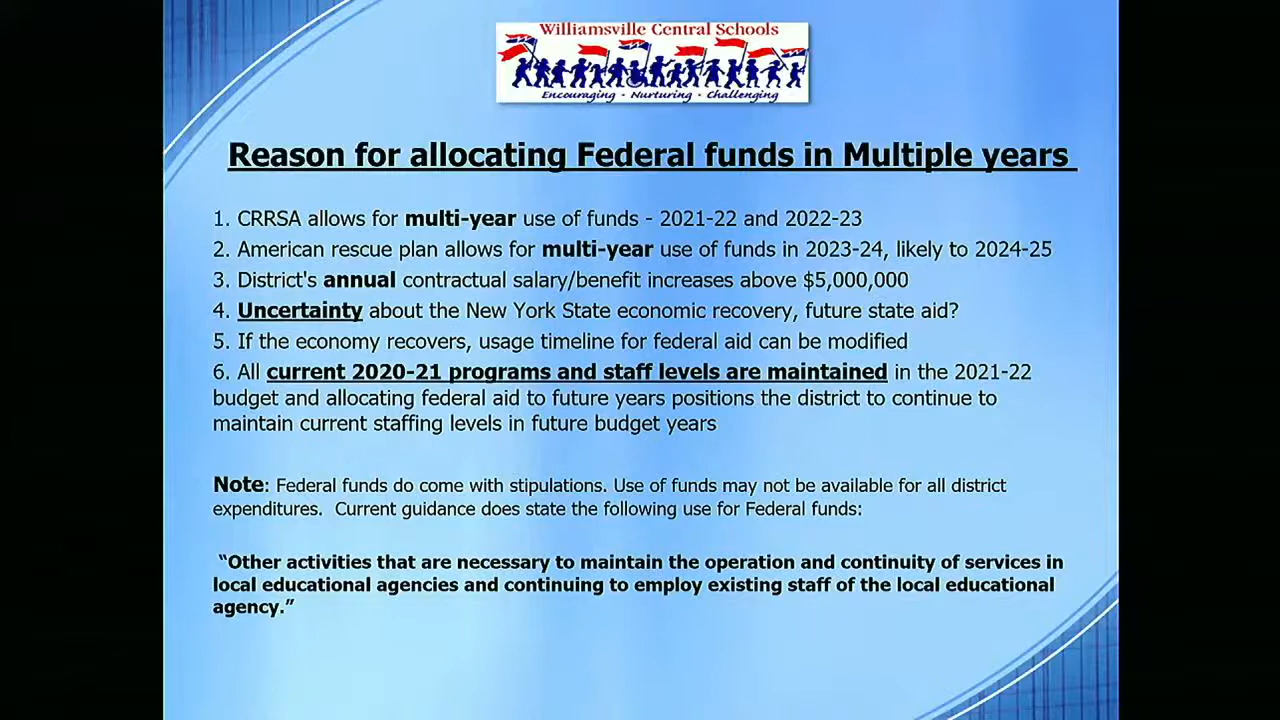 Williamsville Central Schools
Encouraging - Nurturing - Challenging
Reason for allocating Federal funds in Multiple years
1. CRRSA allows for multi-year use of funds - 2021-22 and 2022-23
2. American rescue plan allows for multi-year use of funds in 2023-24, likely to 2024-25
3. District's annual contractual salary/benefit increases above $5,000,000
4. Uncertainty about the New York State economic recovery, future state aid?
5. If the economy recovers, usage timeline for federal aid can be modified
6. All current 2020-21 programs and staff levels are maintained in the 2021-22
budget and allocating federal aid to future years positions the district to continue to
maintain current staffing levels in future budget years
Note: Federal funds do come with stipulations. Use of funds may not be available for all district
expenditures. Current guidance does state the following use for Federal funds:
“Other activities that are necessary to maintain the operation and continuity of services in
local educational agencies and continuing to employ existing staff of the local educational
agency.”